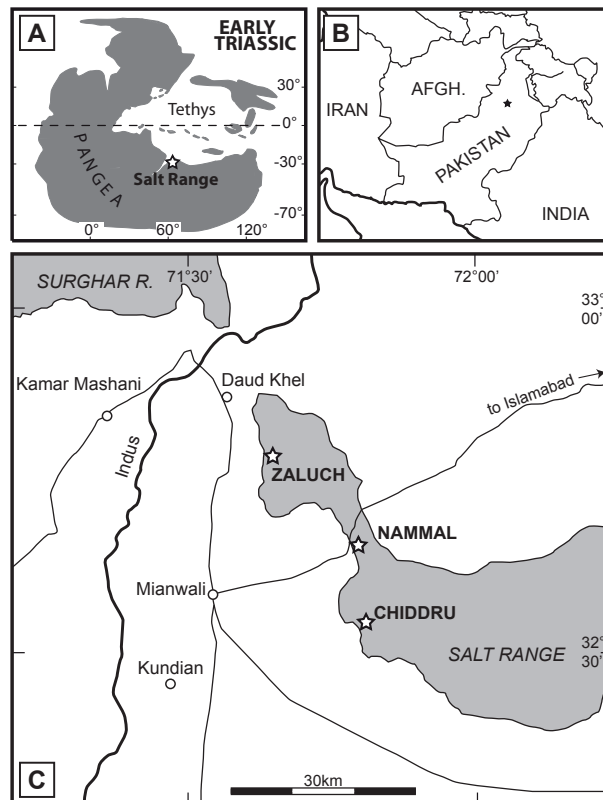 A
EARLY
TRIASSIC
30°
Tethys
0°
PANGEA
-30°
Salt Range
-70°
0°
60°
120°
B
IRAN
AFGH.
PAKISTAN
INDIA
SURGHAR R.
71°30'
72°00'
33°
00'
Kamar Mashani
Daud Khel
to Islamabad
Indus
ZALUCH
NAMMAL
Mianwali
CHIDDRU
SALT RANGE
32°
30'
Kundian
C
30km